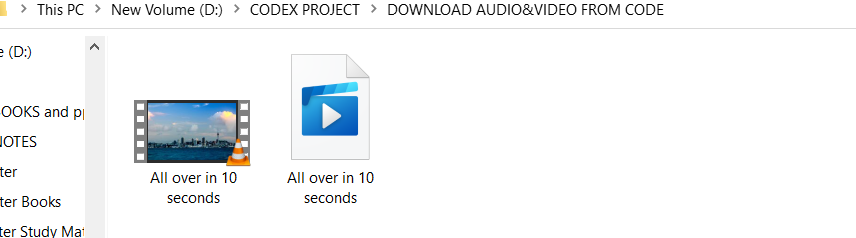 This PC > New Volume (D:) > CODEX PROJECT > DOWNLOAD AUDIO&VIDEO FROM CODE
e (D:)
OOKS and pp
NOTES
ter
ter Books
ter Study Mat
All over in 10
seconds
All over in 10
seconds